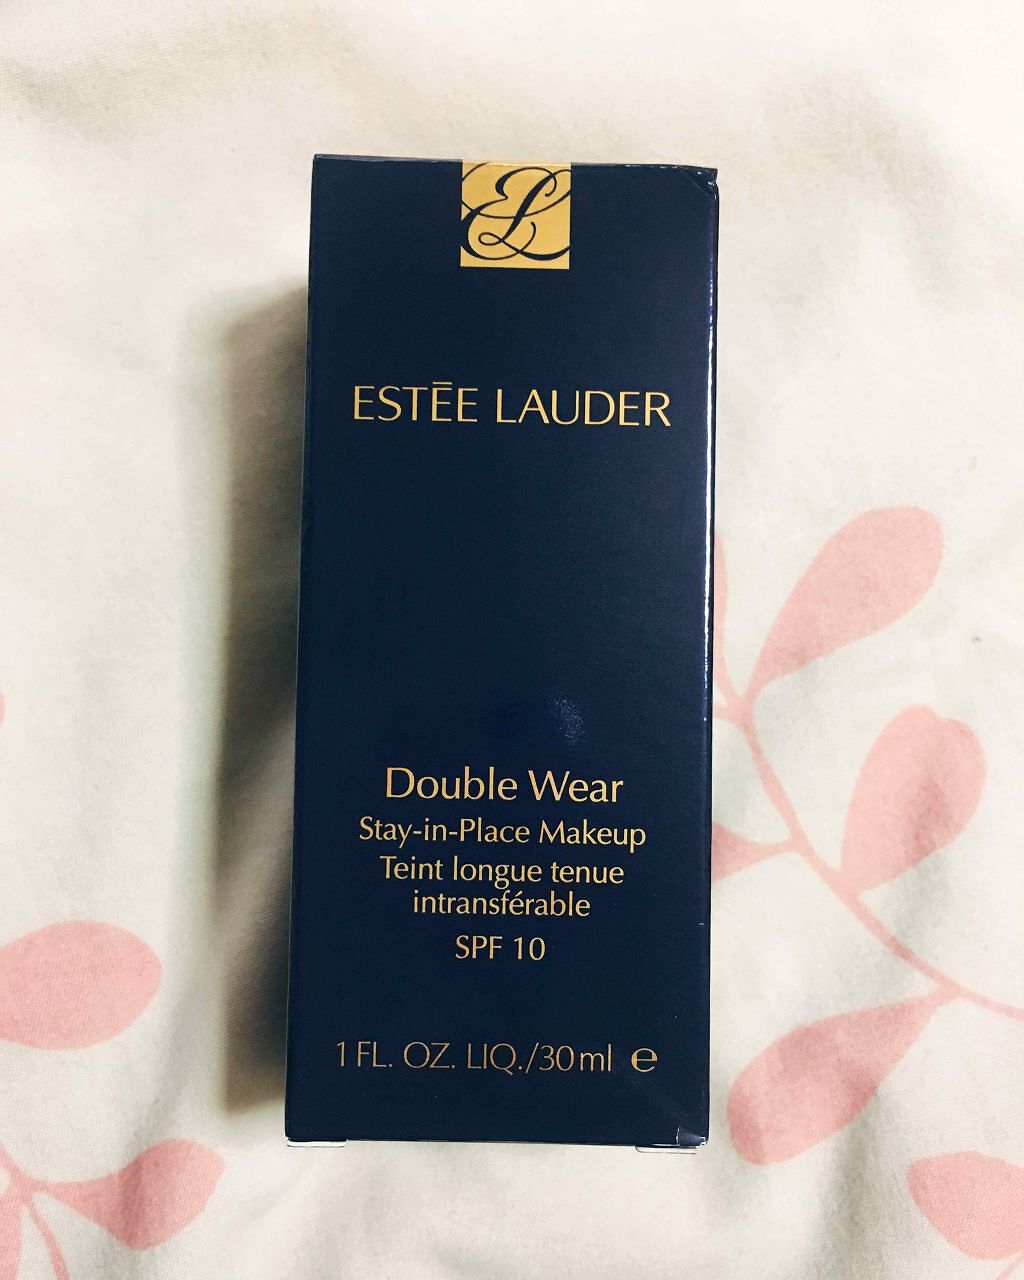 EL
ESTĒE LAUDER
Double Wear
Stay-in-Place Makeup
Teint longue tenue
intransférable
SPF 10
1 FL. OZ. LIQ./30ml ℮